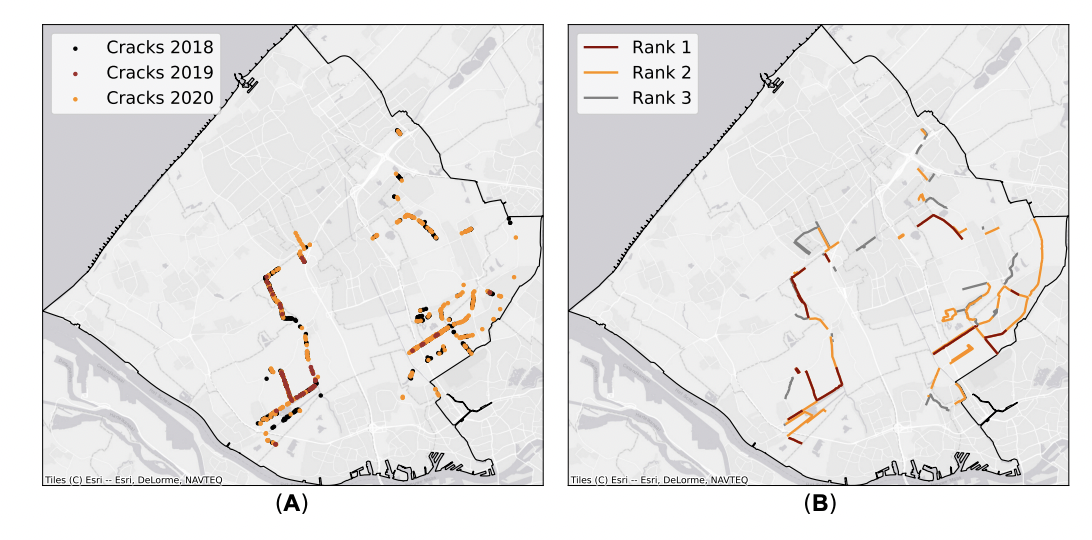 Cracks 2018
Cracks 2019
Cracks 2020
Tiles (C) Esri -- Esri, DeLorme, NAVTEQ
(A)
Rank 1
Rank 2
Rank 3
Tiles (C) Esri -- Esri, DeLorme, NAVTEQ
(B)